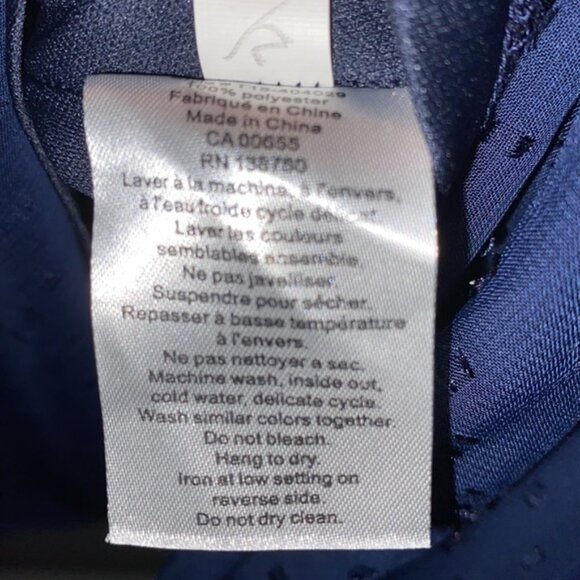 100% polyester
Fabriqué en Chine
Made in China
CA 00655
RN 138760
Laver à la machine, à l'envers,
à l'eau froide cycle délicat.
Laver les couleurs
semblables ensemble.
Ne pas javelliser.
Suspendre pour sécher.
Repasser à basse température
à l'envers.
Ne pas nettoyer a sec.
Machine wash, inside out,
cold water, delicate cycle.
Wash similar colors together.
Do not bleach.
Hang to dry.
Iron at low setting on
reverse side.
Do not dry clean.